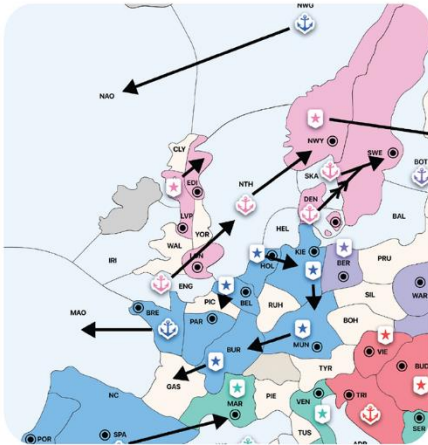 NWG
NAO
CLY
NWY
SWE
SKA
BOT
EDI
NTH
DEN
LVP
YOR
HEL
BAL
WAL
KIE
IRI
LON
HOL
BER
PRU
ENG
PIC
BEL
RUH
SIL
WAR
MAO
BRE
PAR
BOH
MUN
BUR
VIE
TYR
BUD
GAS
NC
MAR
PIE
VEN
TRI
SER
POR
SPA
TUS
ADR